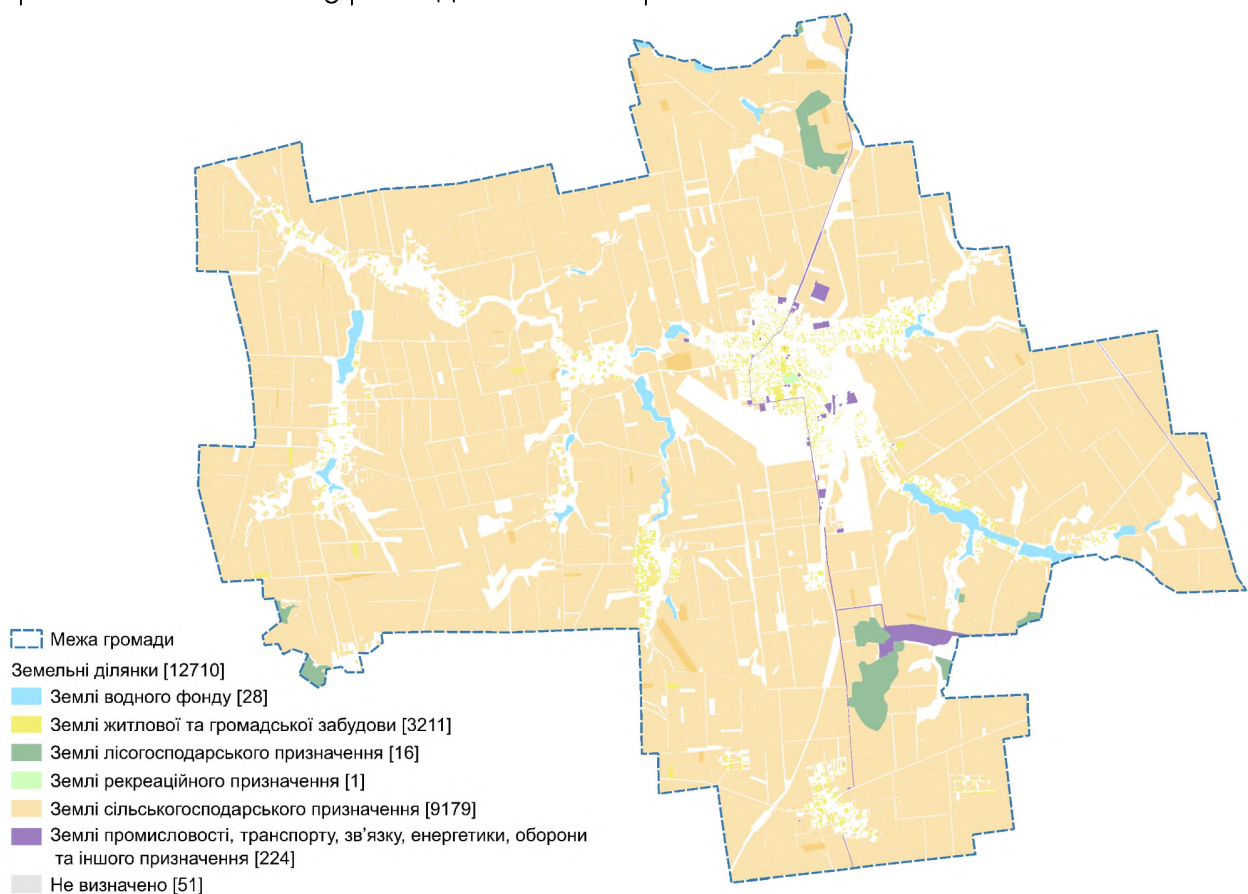 Межа громади
Земельні ділянки [12710]
Землі водного фонду [28]
Землі житлової та громадської забудови [3211]
Землі лісогосподарського призначення [16]
Землі рекреаційного призначення [1]
Землі сільськогосподарського призначення [9179]
Землі промисловості, транспорту, зв'язку, енергетики, оборони
та іншого призначення [224]
Не визначено [51]